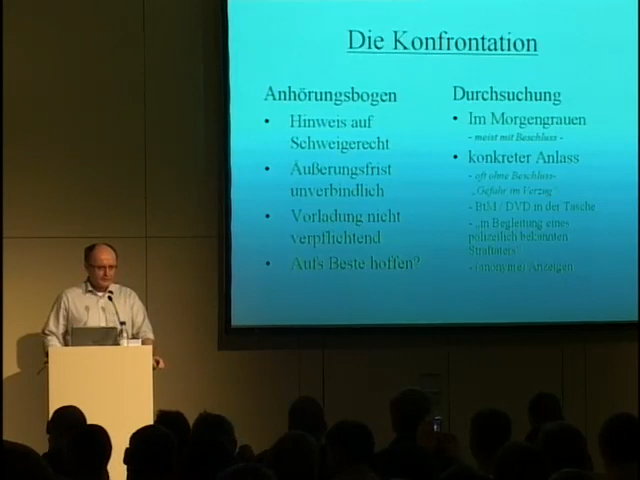 Die Konfrontation
Anhörungsbogen
• Hinweis auf
Schweigerecht
• Äußerungsfrist
unverbindlich
• Vorladung nicht
verpflichtend
• Auf's Beste hoffen?
Durchsuchung
• Im Morgengrauen
- meist mit Beschluss -
• konkreter Anlass
- oft ohne Beschluss-
„Gefahr im Verzug"
- BtM / DVD in der Tasche
- „in Begleitung eines
polizeilich bekannten
Straftäters"
- (anonyme) Anzeigen